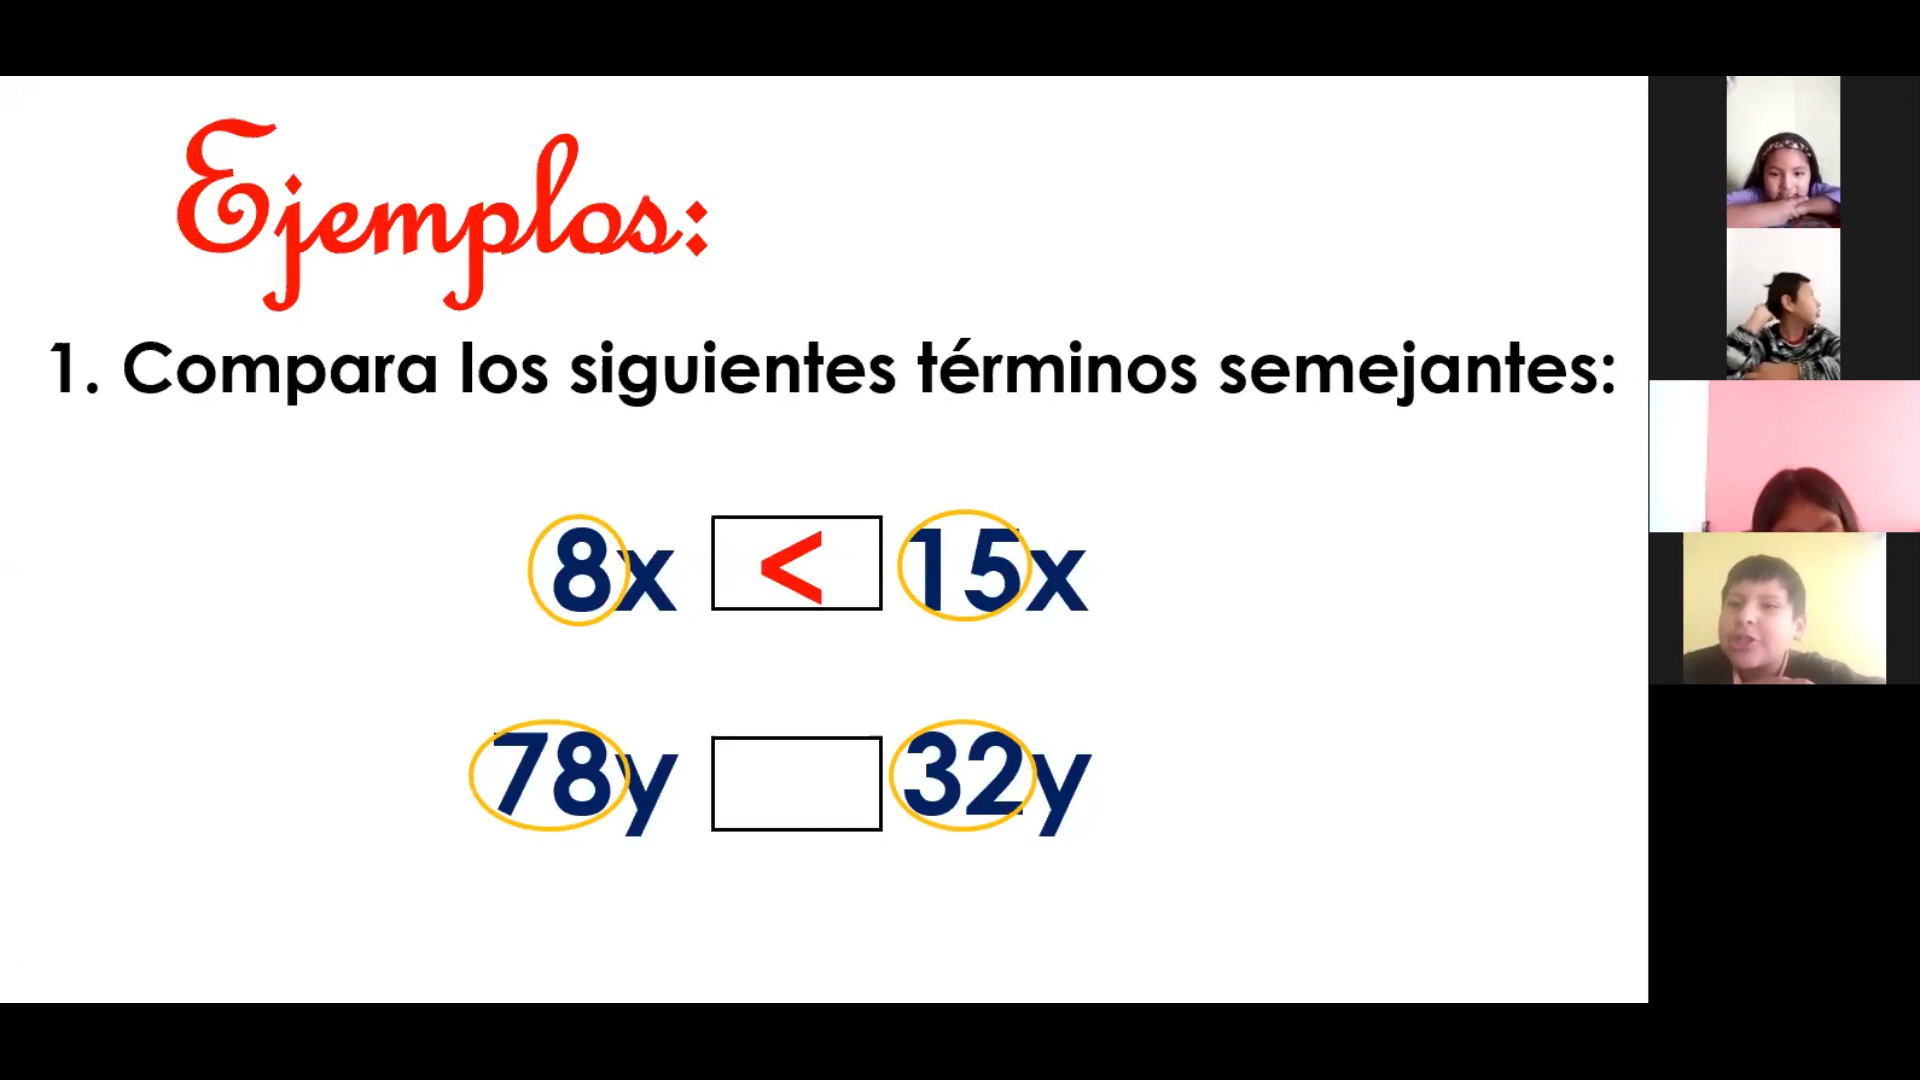 Ejemplos:
1. Compara los siguientes términos semejantes:
8x < 15x
78y 32y